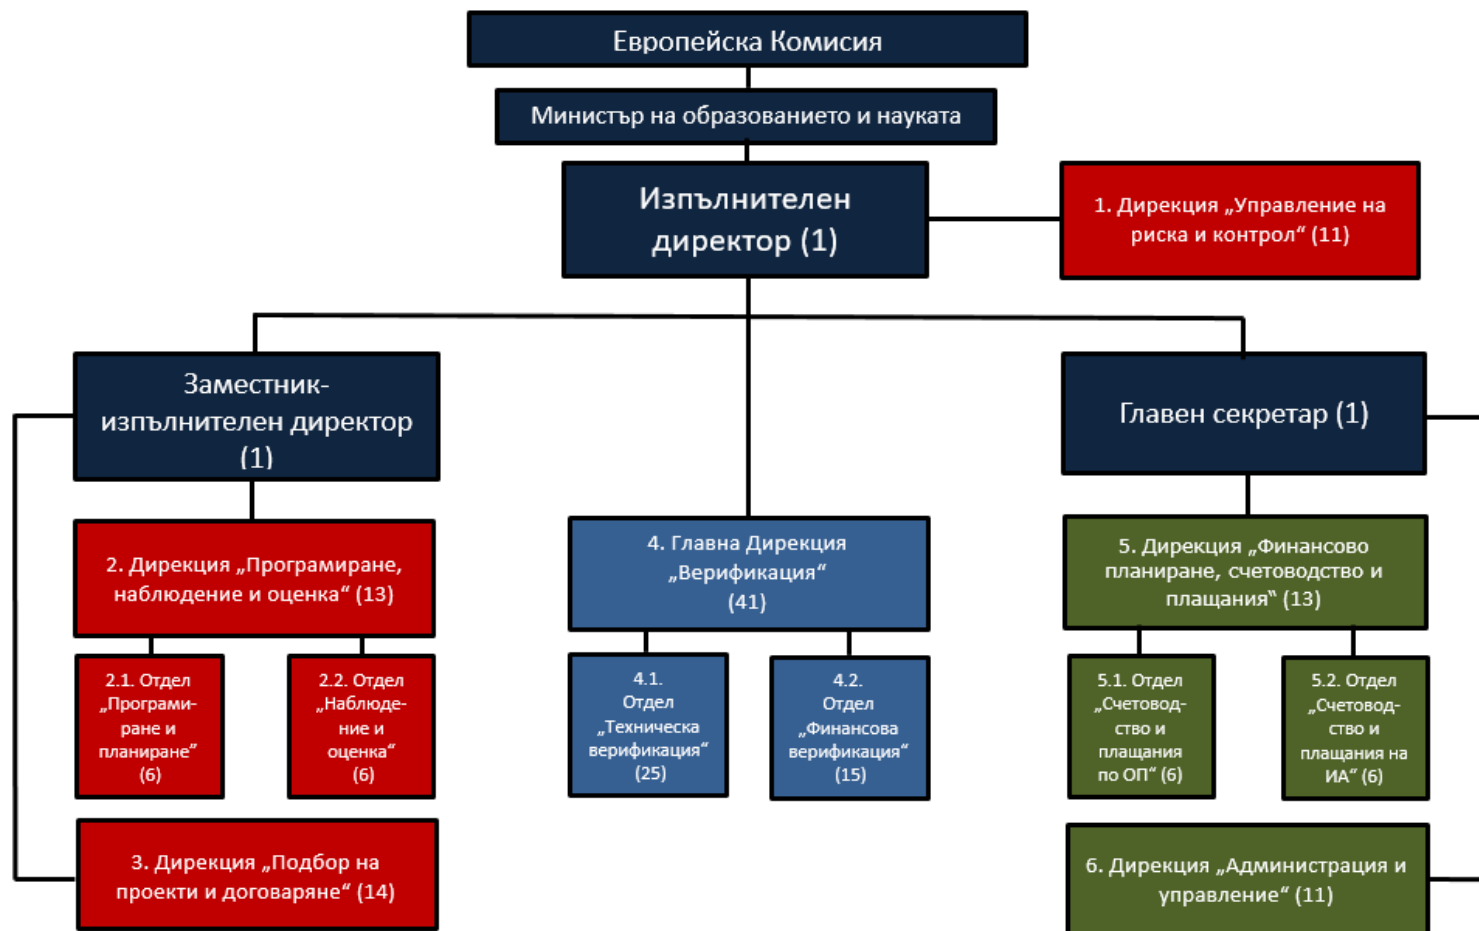 Европейска Комисия
Министър на образованието и науката
Изпълнителен
директор (1)
1. Дирекция „Управление на
риска и контрол“ (11)
Заместник-
изпълнителен директор
(1)
Главен секретар (1)
2. Дирекция „Програмиране,
наблюдение и оценка“ (13)
4. Главна Дирекция
„Верификация“
(41)
5. Дирекция „Финансово
планиране, счетоводство и
плащания“ (13)
2.1. Отдел
„Програми-
ране и
планиране“
(6)
2.2. Отдел
„Наблюде-
ние и
оценка“
(6)
4.1.
Отдел
„Техническа
верификация“
(25)
4.2.
Отдел
„Финансова
верификация“
(15)
5.1. Отдел
„Счетовод-
ство и
плащания
по ОП“ (6)
5.2. Отдел
„Счетовод-
ство и
плащания на
ИА“ (6)
3. Дирекция „Подбор на
проекти и договаряне“ (14)
6. Дирекция „Администрация и
управление“ (11)